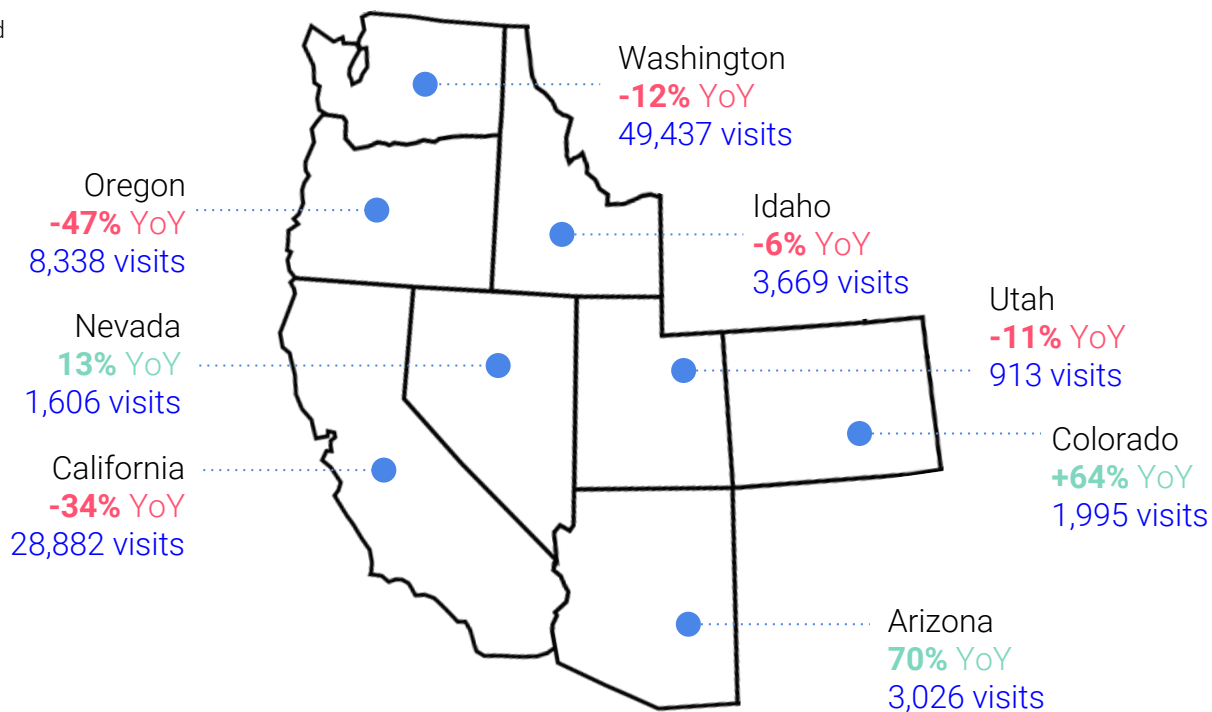 Washington
-12% YoY
49,437 visits
Oregon
-47% YoY
8,338 visits
Idaho
-6% YoY
3,669 visits
Utah
-11% YoY
913 visits
Nevada
13% YoY
1,606 visits
Colorado
+64% YoY
1,995 visits
California
-34% YoY
28,882 visits
Arizona
70% YoY
3,026 visits